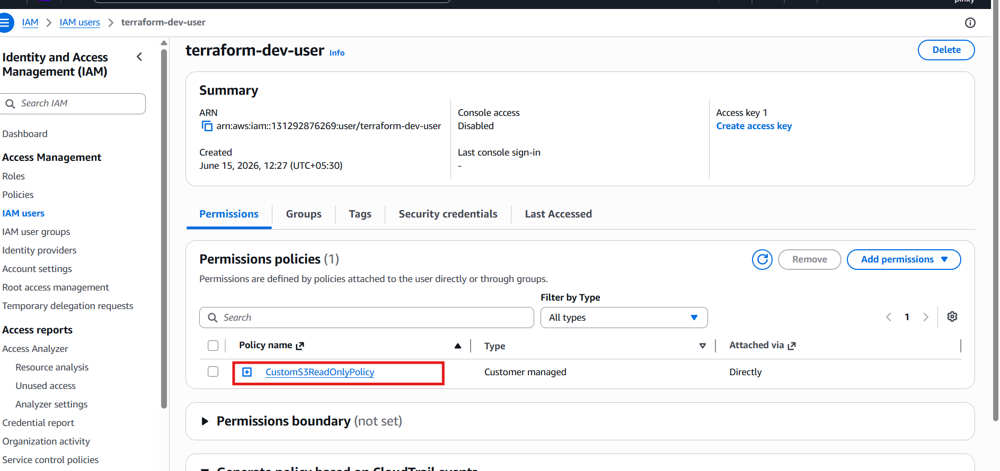 pinky
IAM > IAM users > terraform-dev-user
Identity and Access
Management (IAM)
Search IAM
Dashboard
Access Management
Roles
Policies
IAM users
IAM user groups
Identity providers
Account settings
Root access management
Temporary delegation requests
Access reports
Access Analyzer
Resource analysis
Unused access
Analyzer settings
Credential report
Organization activity
Service control policies
terraform-dev-user Info
Delete
Summary
ARN
arn:aws:iam::131292876269:user/terraform-dev-user
Created
June 15, 2026, 12:27 (UTC+05:30)
Console access
Disabled
Last console sign-in
-
Access key 1
Create access key
Permissions
Groups
Tags
Security credentials
Last Accessed
Permissions policies (1)
Remove
Add permissions
Permissions are defined by policies attached to the user directly or through groups.
Filter by Type
Search
All types
1
Policy name
Type
Attached via
CustomS3ReadOnlyPolicy
Customer managed
Directly
Permissions boundary (not set)
Generate policy based on CloudTrail events